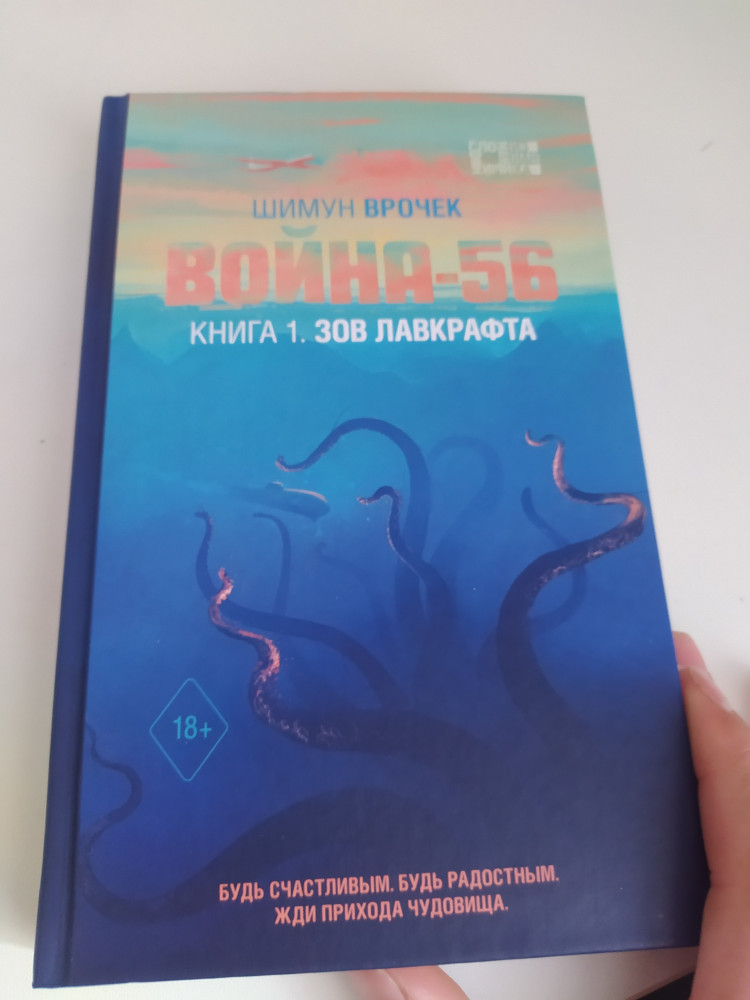 ШИМУН ВРОЧЕК
ВОЙНА-56
КНИГА 1. ЗОВ ЛАВКРАФТА
18+
БУДЬ СЧАСТЛИВЫМ. БУДЬ РАДОСТНЫМ.
ЖДИ ПРИХОДА ЧУДОВИЩА.